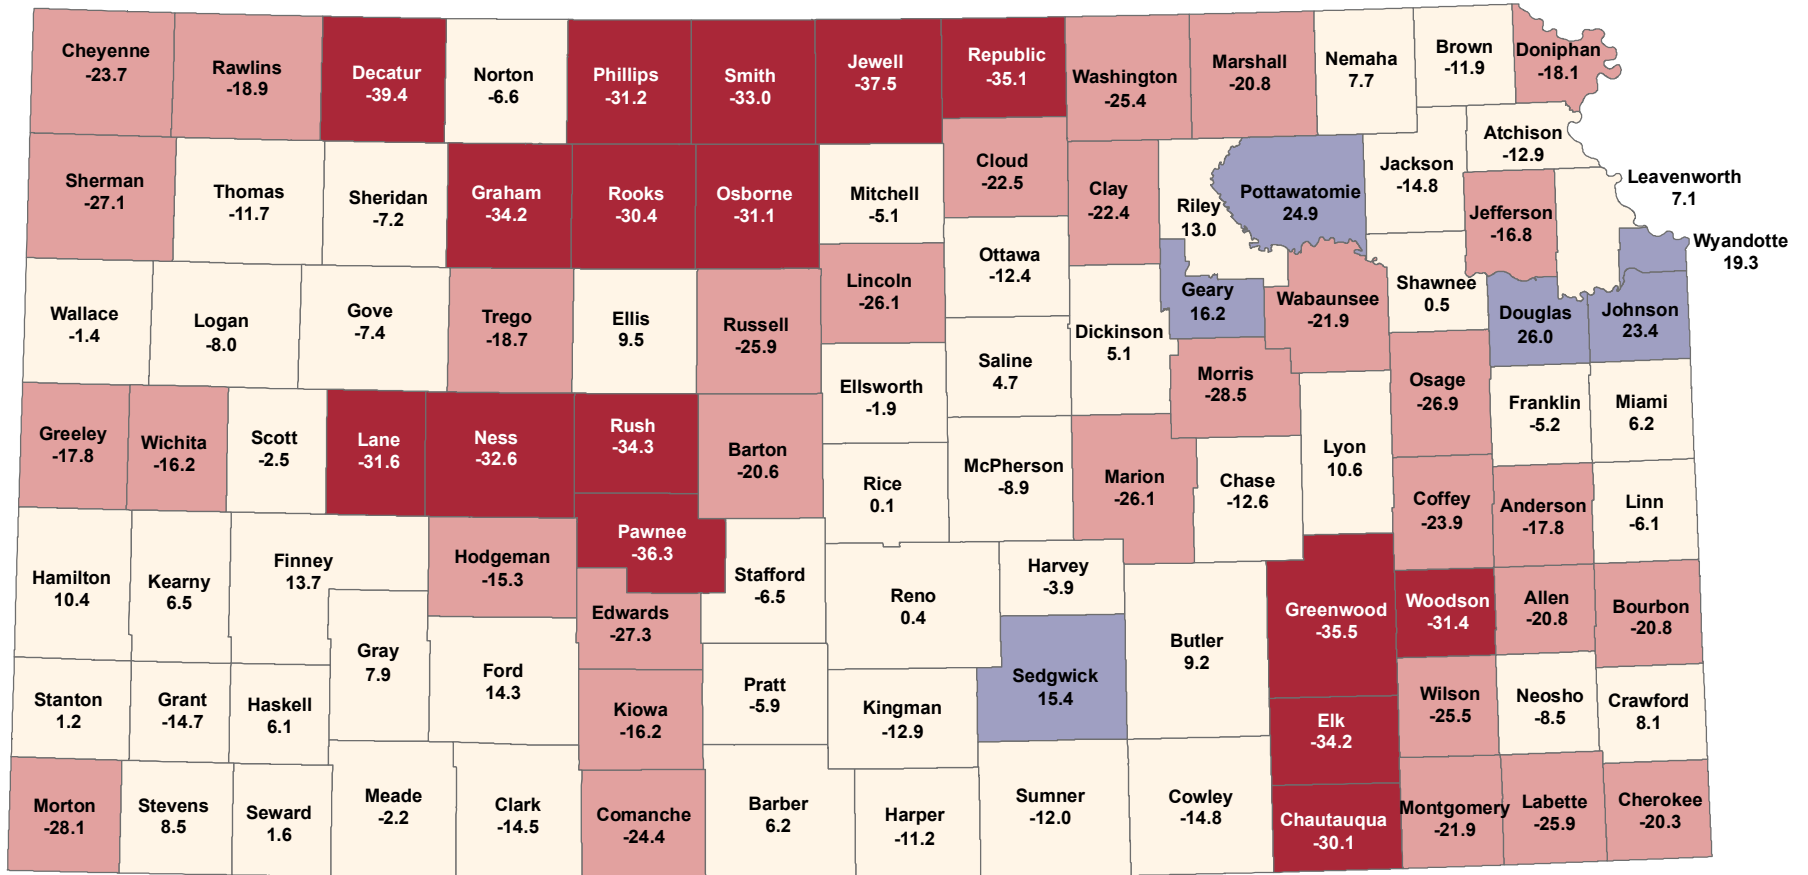 Cheyenne
-23.7
Rawlins
-18.9
Decatur
-39.4
Norton
-6.6
Phillips
-31.2
Smith
-33.0
Jewell
-37.5
Republic
-35.1
Washington
-25.4
Marshall
-20.8
Nemaha
7.7
Brown
-11.9
Doniphan
-18.1
Sherman
-27.1
Thomas
-11.7
Sheridan
-7.2
Graham
-34.2
Rooks
-30.4
Osborne
-31.1
Mitchell
-5.1
Cloud
-22.5
Clay
-22.4
Riley
13.0
Pottawatomie
24.9
Jackson
-14.8
Atchison
-12.9
Jefferson
-16.8
Leavenworth
7.1
Wyandotte
19.3
Wallace
-1.4
Logan
-8.0
Gove
-7.4
Trego
-18.7
Ellis
9.5
Russell
-25.9
Lincoln
-26.1
Ottawa
-12.4
Dickinson
5.1
Geary
16.2
Wabaunsee
-21.9
Shawnee
0.5
Douglas
26.0
Johnson
23.4
Ellsworth
-1.9
Saline
4.7
Morris
-28.5
Osage
-26.9
Franklin
-5.2
Miami
6.2
Greeley
-17.8
Wichita
-16.2
Scott
-2.5
Lane
-31.6
Ness
-32.6
Rush
-34.3
Barton
-20.6
Rice
0.1
McPherson
-8.9
Marion
-26.1
Chase
-12.6
Lyon
10.6
Coffey
-23.9
Anderson
-17.8
Linn
-6.1
Hamilton
10.4
Kearny
6.5
Finney
13.7
Hodgeman
-15.3
Pawnee
-36.3
Stafford
-6.5
Edwards
-27.3
Reno
0.4
Harvey
-3.9
Butler
9.2
Greenwood
-35.5
Woodson
-31.4
Allen
-20.8
Bourbon
-20.8
Stanton
1.2
Grant
-14.7
Haskell
6.1
Gray
7.9
Ford
14.3
Kiowa
-16.2
Pratt
-5.9
Kingman
-12.9
Sedgwick
15.4
Elk
-34.2
Wilson
-25.5
Neosho
-8.5
Crawford
8.1
Morton
-28.1
Stevens
8.5
Seward
1.6
Meade
-2.2
Clark
-14.5
Comanche
-24.4
Barber
6.2
Harper
-11.2
Sumner
-12.0
Cowley
-14.8
Chautauqua
-30.1
Montgomery
-21.9
Labette
-25.9
Cherokee
-20.3